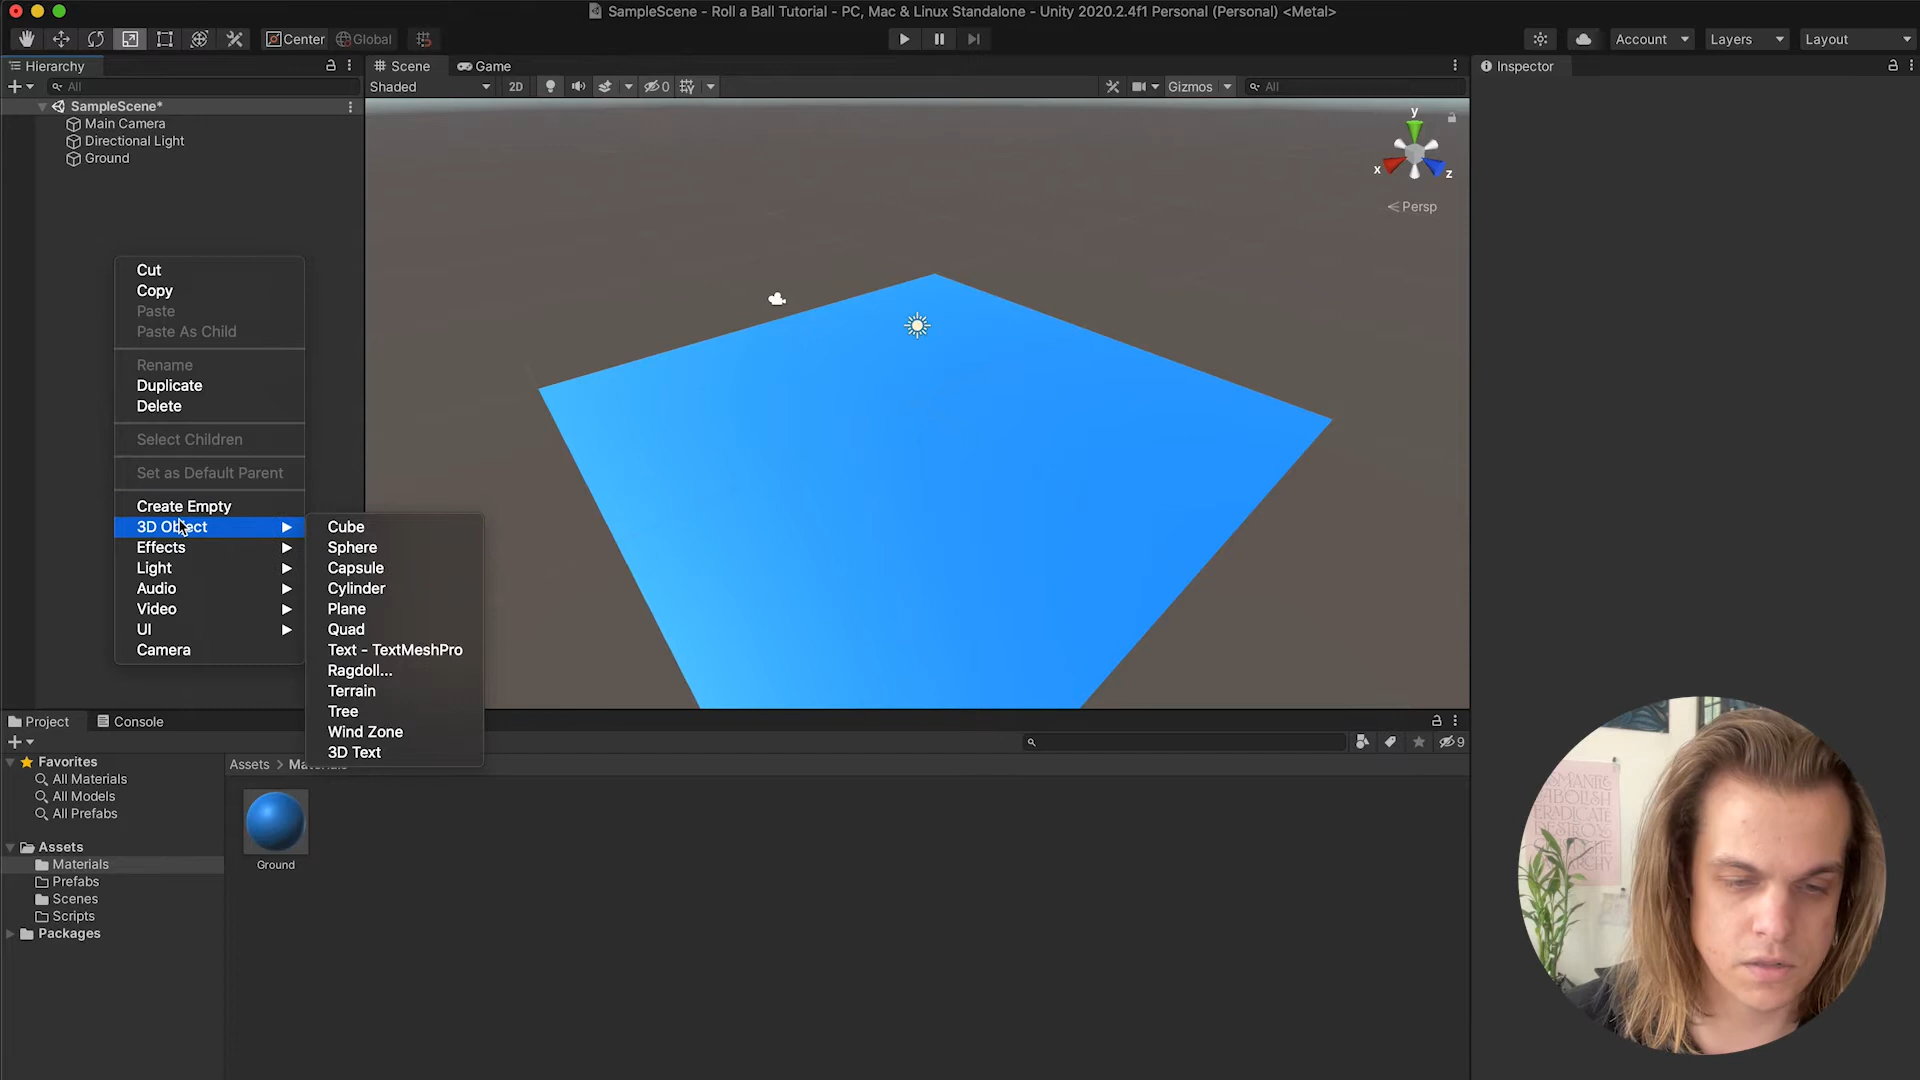 SampleScene - Roll a Ball Tutorial - PC, Mac & Linux Standalone - Unity 2020.2.4f1 Personal (Personal) <Metal>
Center Global Account Layers Layout
Hierarchy
All
SampleScene*
Main Camera
Directional Light
Ground
Scene Game
Shaded 2D 0 Gizmos All
y
x
z
Persp
Inspector
Cut
Copy
Paste
Paste As Child
Rename
Duplicate
Delete
Select Children
Set as Default Parent
Create Empty
3D Object
Effects
Light
Audio
Video
UI
Camera
Cube
Sphere
Capsule
Cylinder
Plane
Quad
Text - TextMeshPro
Ragdoll...
Terrain
Tree
Wind Zone
3D Text
Project Console
9
Favorites
All Materials
All Models
All Prefabs
Assets
Materials
Prefabs
Scenes
Scripts
Packages
Assets >
Ground